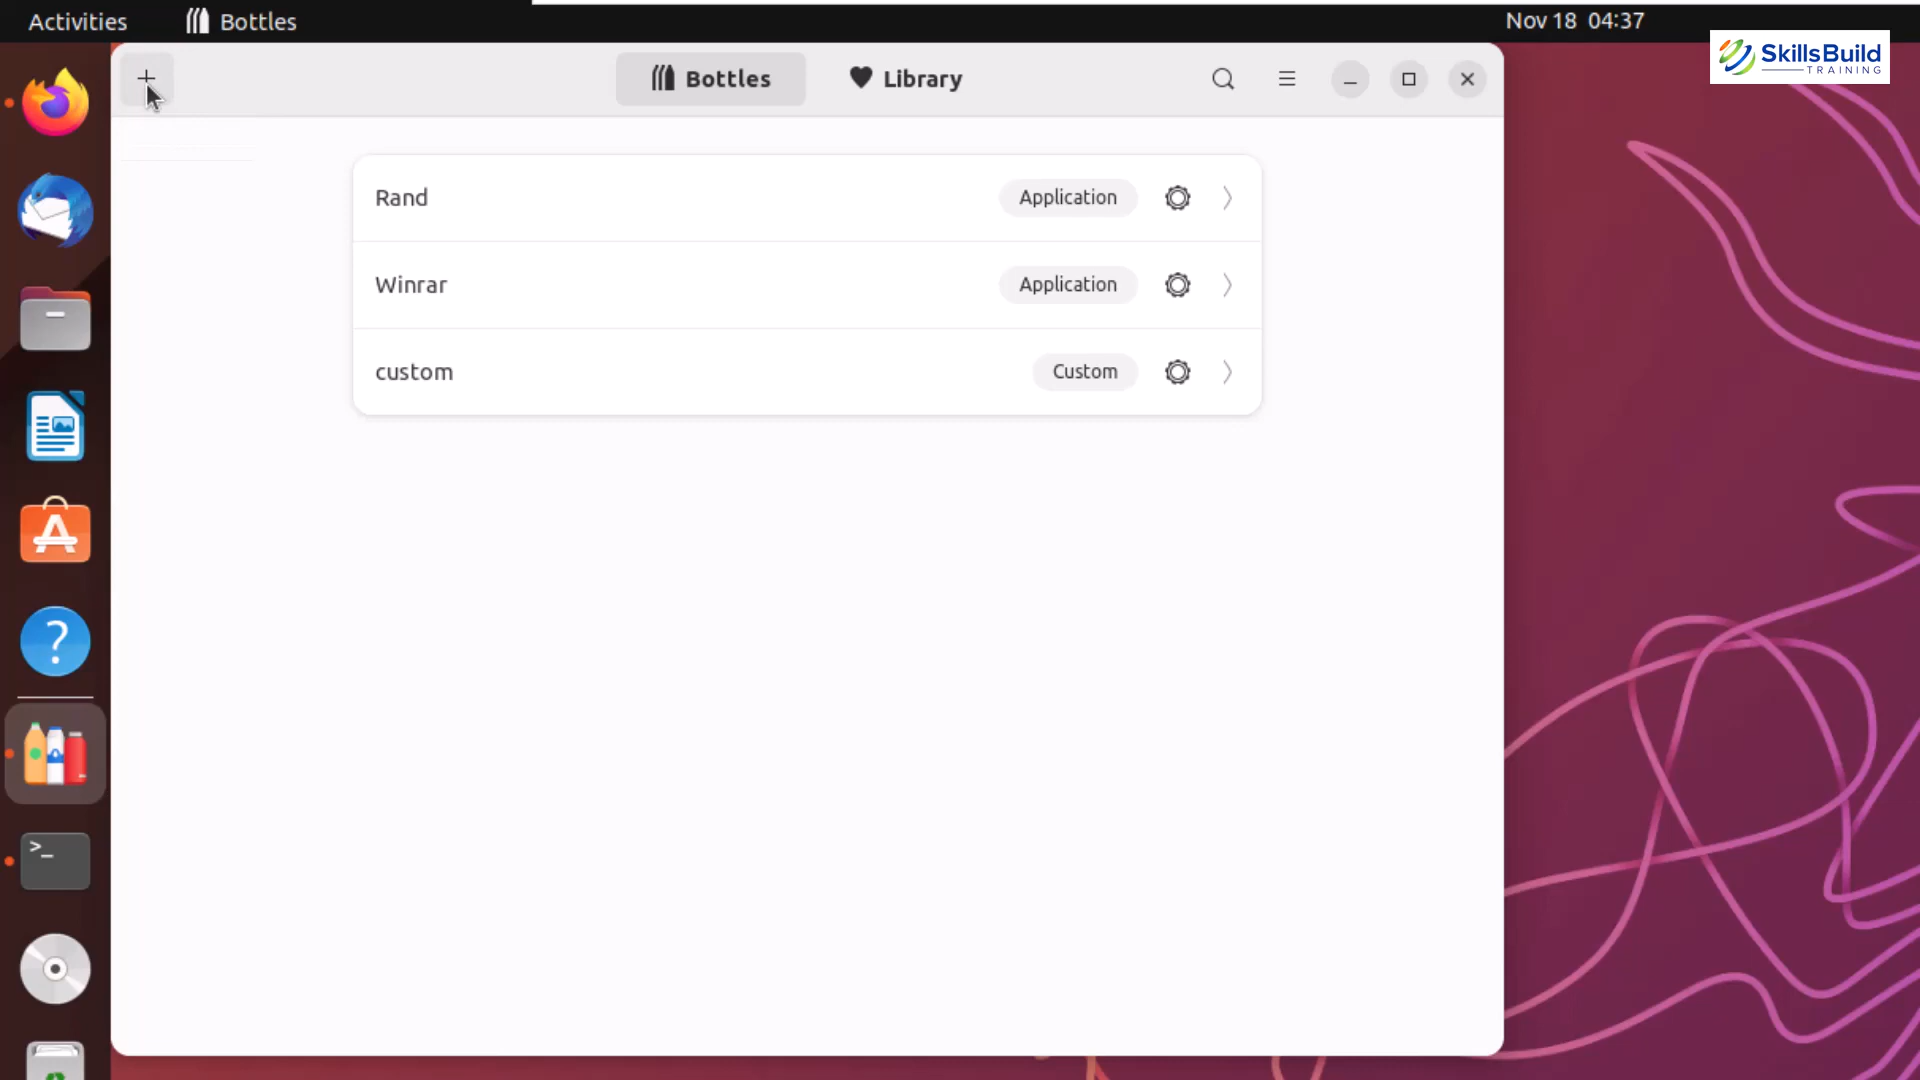 Activities
Bottles
Nov 18 04:37
SkillsBuild
TRAINING
Bottles
Library
Rand
Application
Winrar
Application
custom
Custom